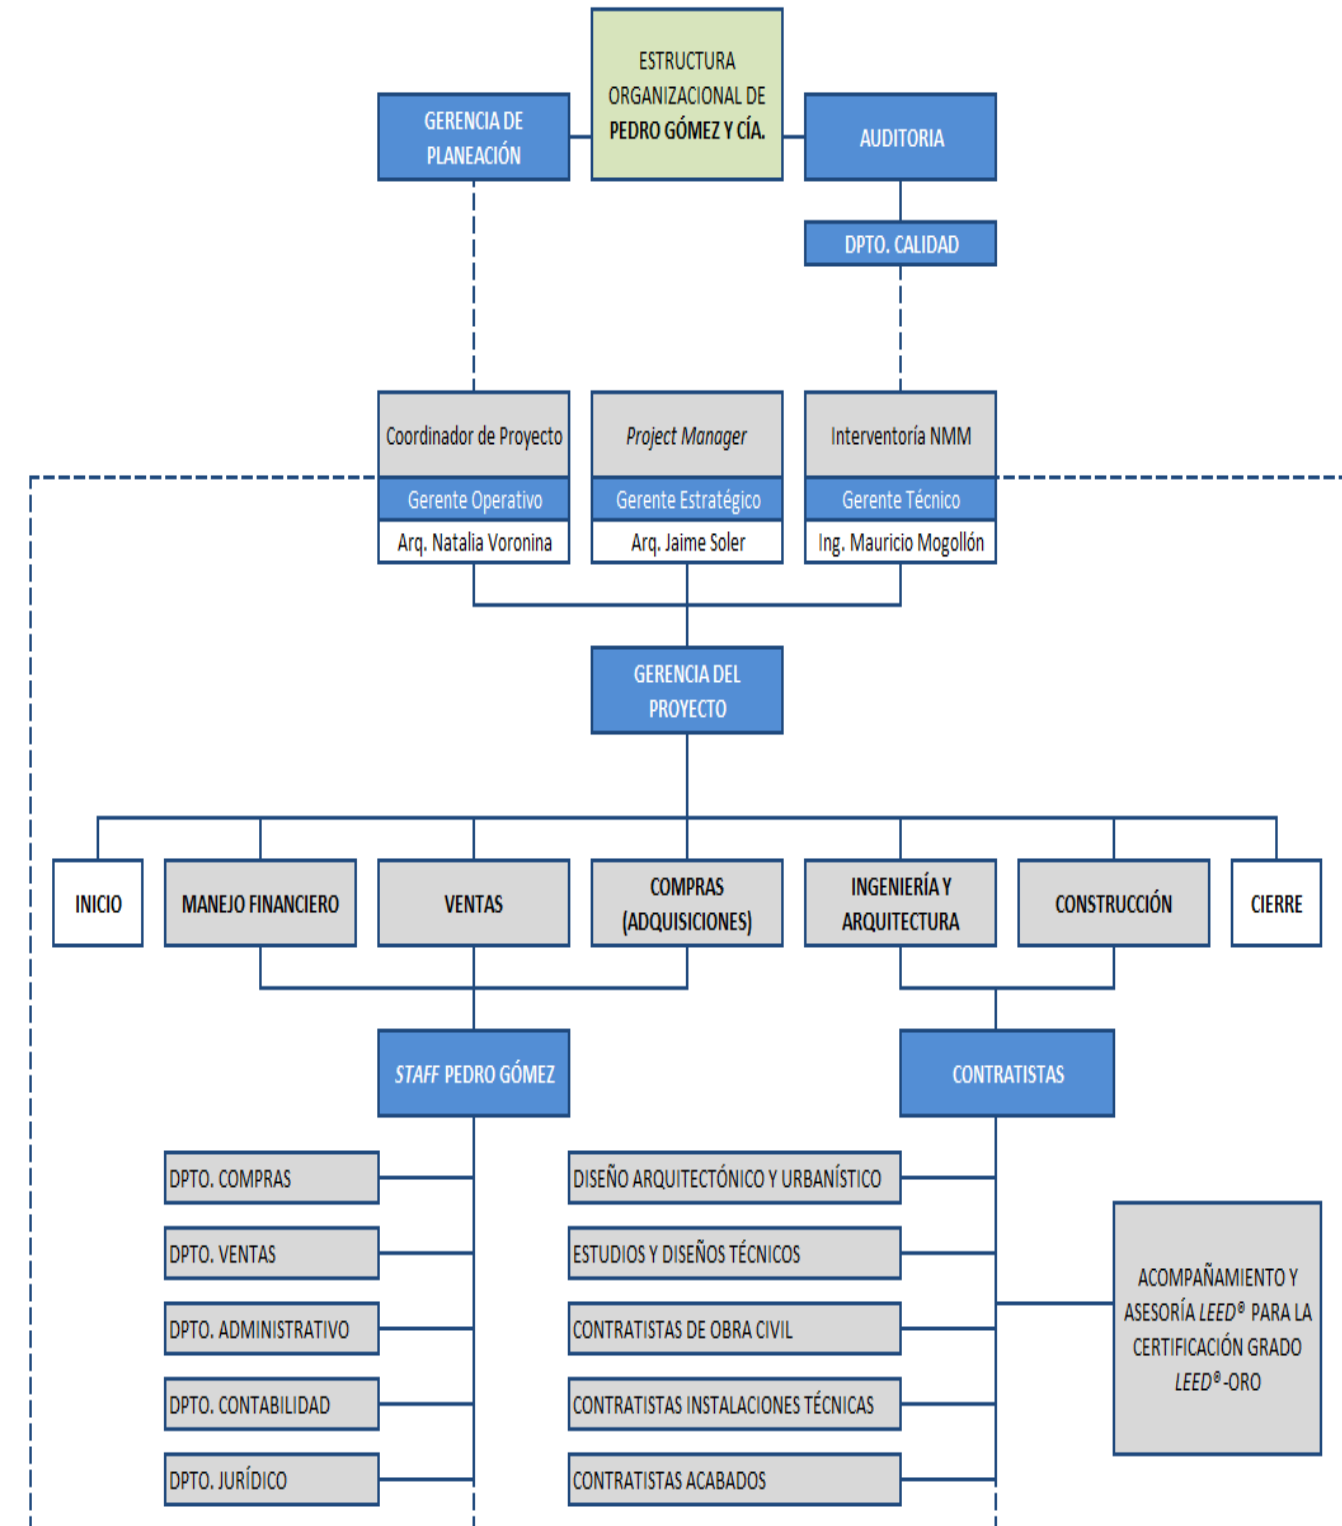 ESTRUCTURA
ORGANIZACIONAL DE
PEDRO GÓMEZ Y CÍA.
GERENCIA DE
PLANEACIÓN
AUDITORIA
DPTO. CALIDAD
Coordinador de Proyecto
Gerente Operativo
Arq. Natalia Voronina
Project Manager
Gerente Estratégico
Arq. Jaime Soler
Interventoría NMM
Gerente Técnico
Ing. Mauricio Mogollón
GERENCIA DEL
PROYECTO
INICIO
MANEJO FINANCIERO
VENTAS
COMPRAS
(ADQUISICIONES)
INGENIERÍA Y
ARQUITECTURA
CONSTRUCCIÓN
CIERRE
STAFF PEDRO GÓMEZ
DPTO. COMPRAS
DPTO. VENTAS
DPTO. ADMINISTRATIVO
DPTO. CONTABILIDAD
DPTO. JURÍDICO
CONTRATISTAS
DISEÑO ARQUITECTÓNICO Y URBANÍSTICO
ESTUDIOS Y DISEÑOS TÉCNICOS
CONTRATISTAS DE OBRA CIVIL
CONTRATISTAS INSTALACIONES TÉCNICAS
CONTRATISTAS ACABADOS
ACOMPAÑAMIENTO Y
ASESORÍA LEED® PARA LA
CERTIFICACIÓN GRADO
LEED®-ORO